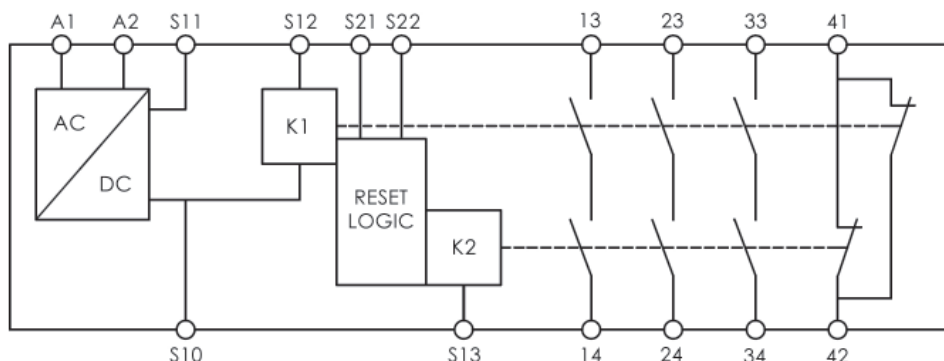 A1 A2 S11 S12 S21 S22 13 23 33 41
AC
DC
K1
RESET
LOGIC
K2
S10 S13 14 24 34 42